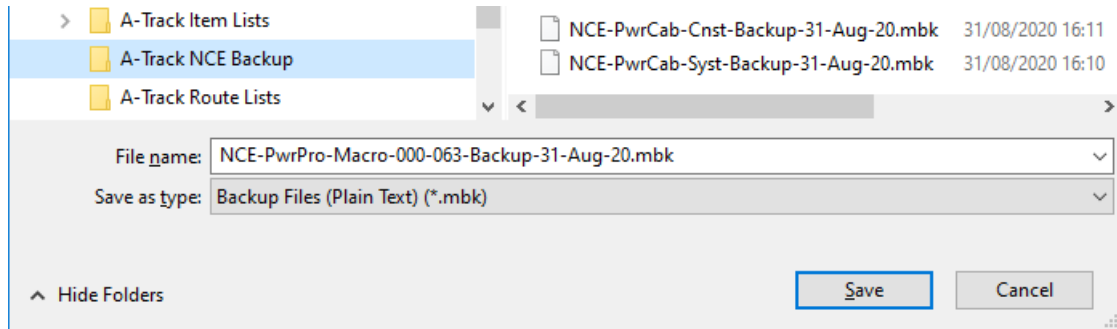 A-Track Item Lists
A-Track NCE Backup
A-Track Route Lists
NCE-PwrCab-Cnst-Backup-31-Aug-20.mbk 31/08/2020 16:11
NCE-PwrCab-Syst-Backup-31-Aug-20.mbk 31/08/2020 16:10
File name: NCE-PwrPro-Macro-000-063-Backup-31-Aug-20.mbk
Save as type: Backup Files (Plain Text) (*.mbk)
Hide Folders
Save
Cancel